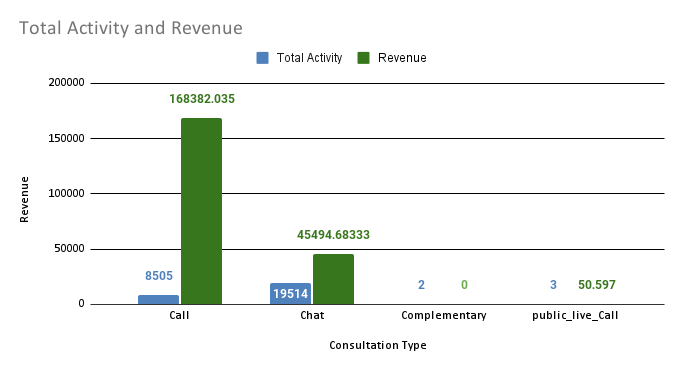 Total Activity and Revenue
Total Activity
Revenue
200000
150000
100000
50000
0
Revenue
168382.035
8505
45494.68333
19514
2
0
3
50.597
Call
Chat
Complementary
public_live_Call
Consultation Type